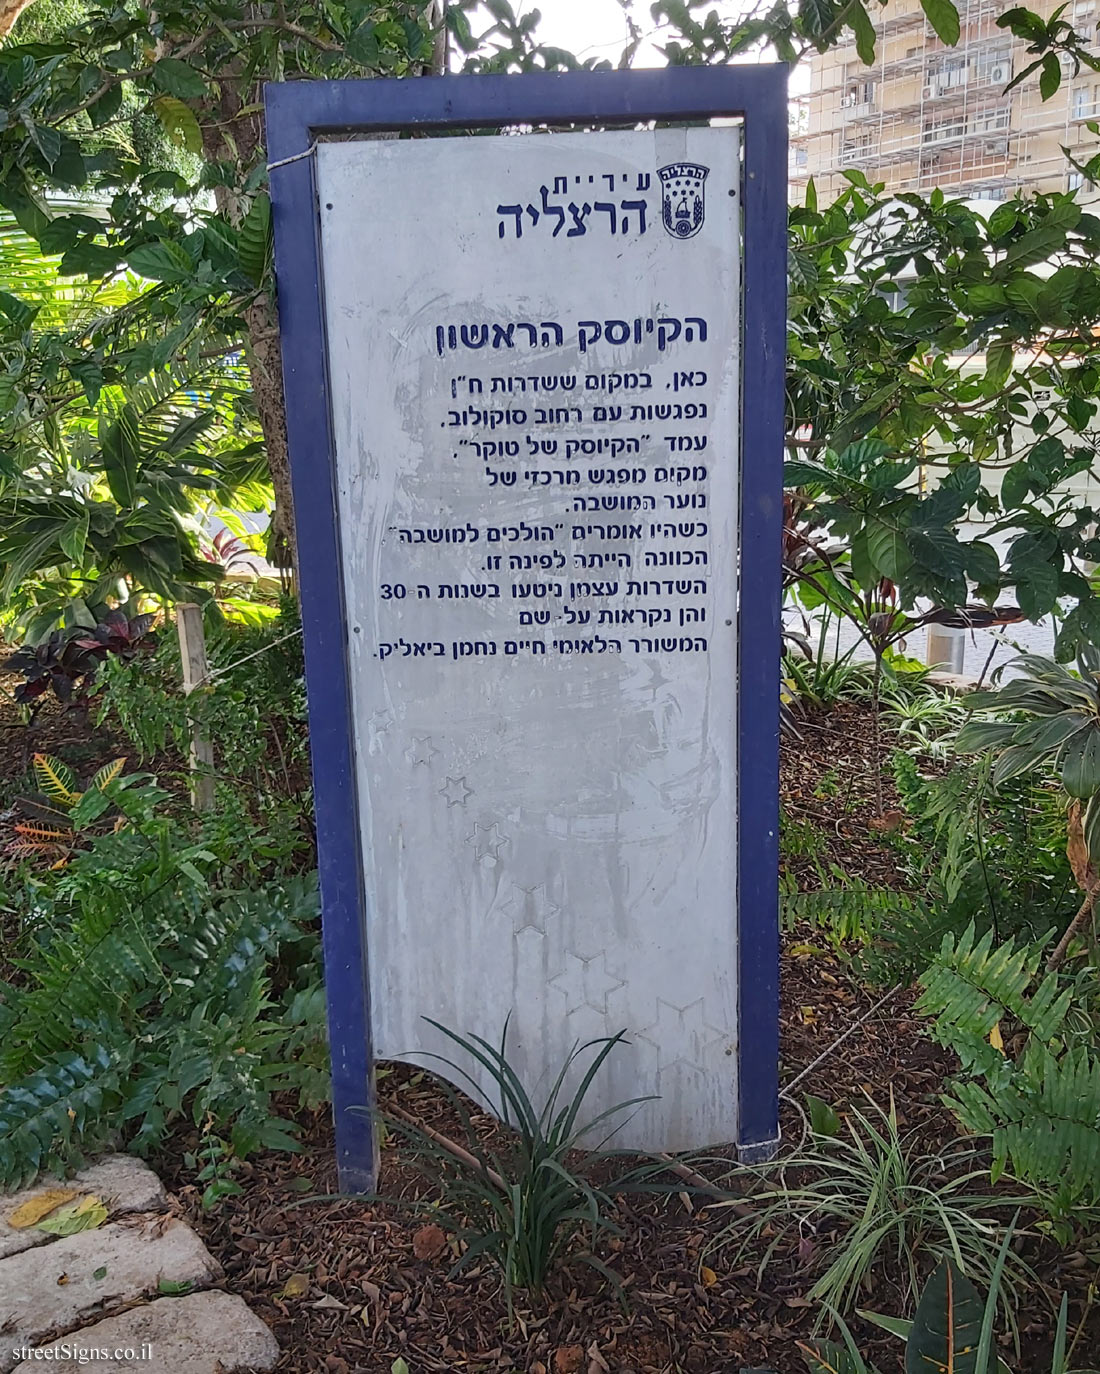 עיריית
הרצליה
הקיוסק הראשון
כאן, במקום ששדרות ח"ן
נפגשות עם רחוב סוקולוב,
עמד "הקיוסק של טוקר",
מקום מפגש מרכזי של
נוער המושבה.
כשהיו אומרים "הולכים למושבה"
הכוונה הייתה לפינה זו.
השדרות עצמן ניטעו בשנות ה-30
והן נקראות על-שם
המשורר הלאומי חיים נחמן ביאליק.
streetSigns.co.il